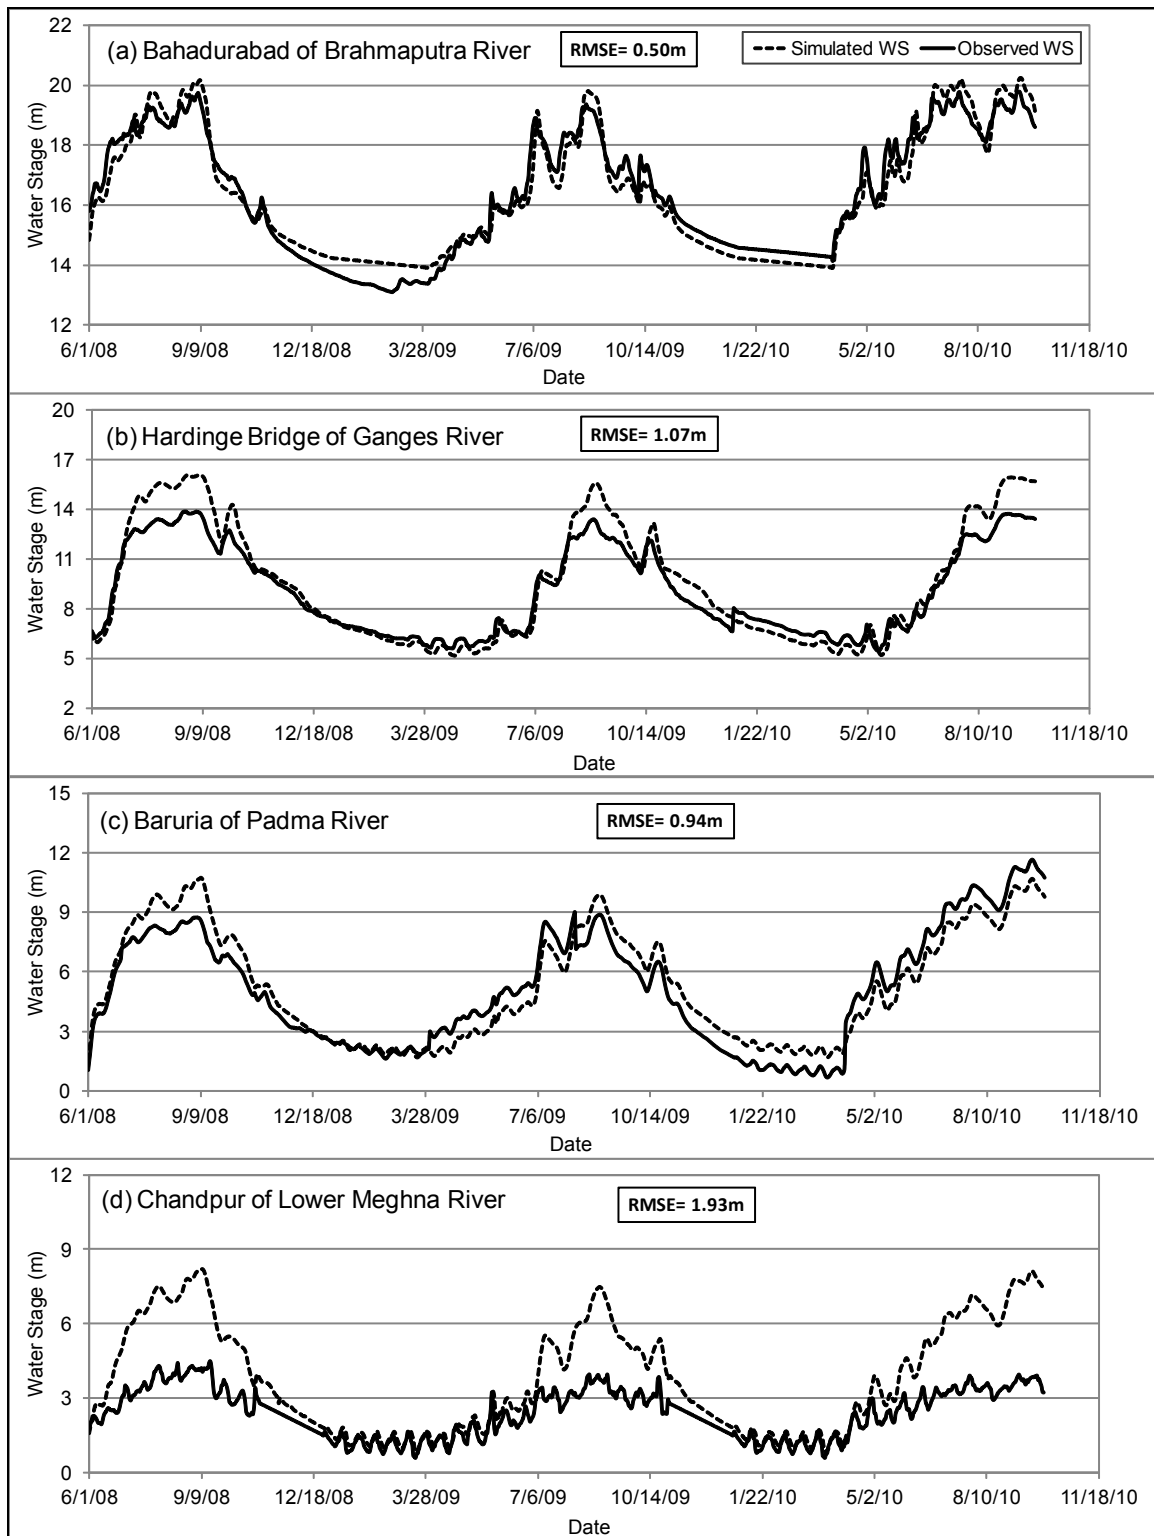 (a) Bahadurabad of Brahmaputra River
RMSE= 0.50m
Simulated WS
Observed WS
Water Stage (m)
22
20
18
16
14
12
6/1/08 9/9/08 12/18/08 3/28/09 7/6/09 10/14/09 1/22/10 5/2/10 8/10/10 11/18/10
Date
(b) Hardinge Bridge of Ganges River
RMSE= 1.07m
Water Stage (m)
20
17
14
11
8
5
2
6/1/08 9/9/08 12/18/08 3/28/09 7/6/09 10/14/09 1/22/10 5/2/10 8/10/10 11/18/10
Date
(c) Baruria of Padma River
RMSE= 0.94m
Water Stage (m)
15
12
9
6
3
0
6/1/08 9/9/08 12/18/08 3/28/09 7/6/09 10/14/09 1/22/10 5/2/10 8/10/10 11/18/10
Date
(d) Chandpur of Lower Meghna River
RMSE= 1.93m
Water Stage (m)
12
9
6
3
0
6/1/08 9/9/08 12/18/08 3/28/09 7/6/09 10/14/09 1/22/10 5/2/10 8/10/10 11/18/10
Date